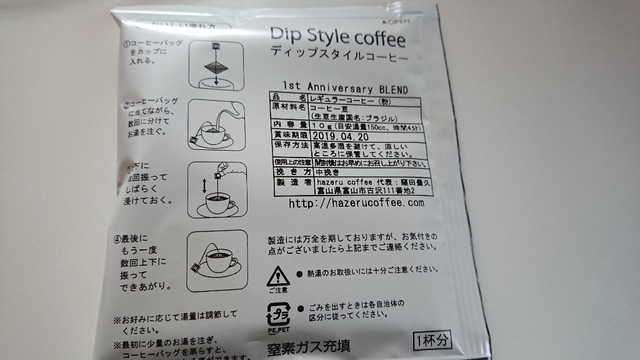 OPEN
Dip Style coffee
ディップスタイルコーヒー
①コーヒーバッグ
をカップに
入れる。
コーヒーバッグ
に当てながら、
数回に分けて
お湯を注ぐ。
下に
回振って
しばらく
浸けておく。
④最後に
もう一度
数回上下に
振って
できあがり。
※お好みに応じて湯量は調節して
ください。
※最初に少量のお湯を注ぎ、
コーヒーバッグを蒸らすと、
1st Anniversary BLEND
品 名 レギュラーコーヒー（粉）
原材料名 コーヒー豆
（生豆生産国名：ブラジル）
内 容 量 10g（目安湯量150cc、時間4分）
賞味期限 2019.04.20
保存方法 高温多湿を避けて、涼しい
ところに保管してください。
使用上の注意 開封後はお早めにお召し上がり下さい。
挽 き 方 中挽き
製 造 者 hazeru coffee 代表：窪田豊久
富山県富山市古沢111番地2
http://hazerucoffee.com
製造には万全を期しておりますが、お気付き
の点がございましたら上記までご連絡ください。
ご注意
●熱湯のお取扱いには十分ご注意ください。
プラ
PE,PET
●ごみを出すときは各自治体の
区分に従ってください。
窒素ガス充填
1杯分